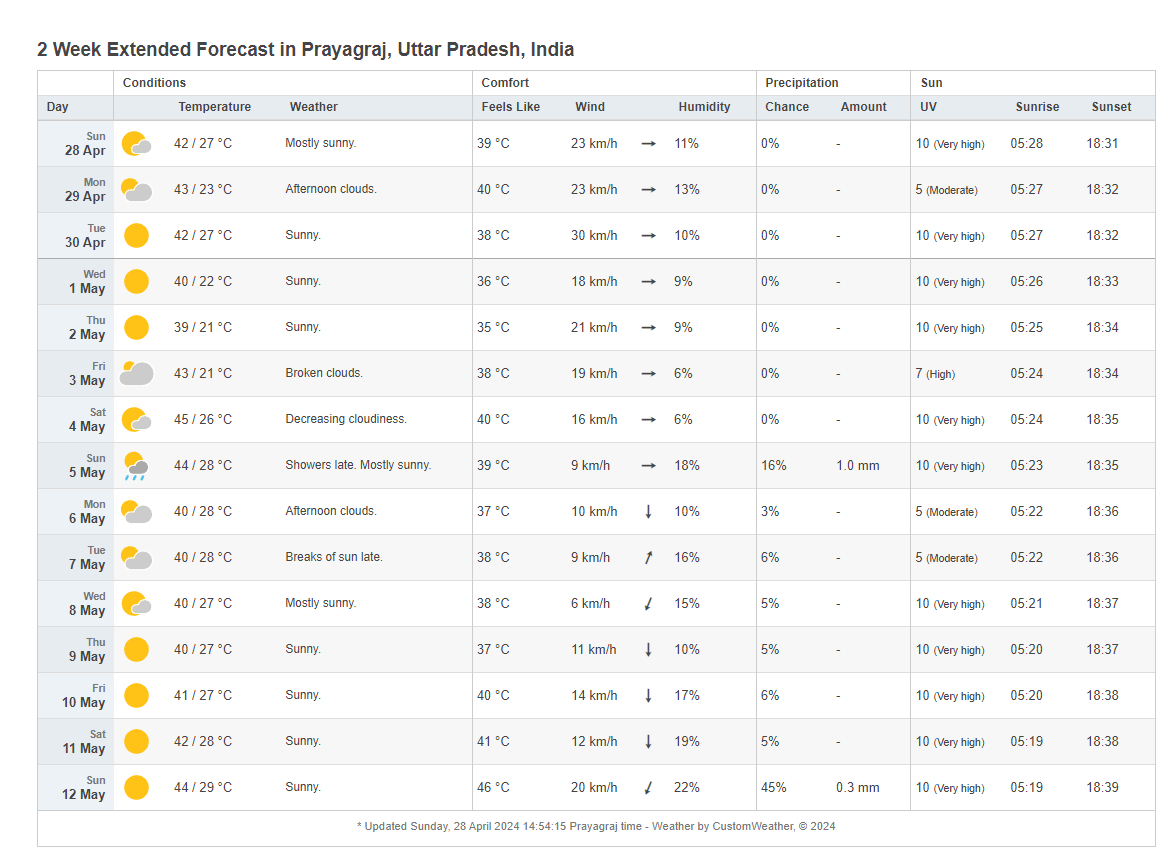 2 Week Extended Forecast in Prayagraj, Uttar Pradesh, India
Conditions Comfort Precipitation Sun
Day Temperature Weather Feels Like Wind Humidity Chance Amount UV Sunrise Sunset
Sun
28 Apr 42 / 27 °C Mostly sunny. 39 °C 23 km/h → 11% 0% - 10 (Very high) 05:28 18:31
Mon
29 Apr 43 / 23 °C Afternoon clouds. 40 °C 23 km/h → 13% 0% - 5 (Moderate) 05:27 18:32
Tue
30 Apr 42 / 27 °C Sunny. 38 °C 30 km/h → 10% 0% - 10 (Very high) 05:27 18:32
Wed
1 May 40 / 22 °C Sunny. 36 °C 18 km/h → 9% 0% - 10 (Very high) 05:26 18:33
Thu
2 May 39 / 21 °C Sunny. 35 °C 21 km/h → 9% 0% - 10 (Very high) 05:25 18:34
Fri
3 May 43 / 21 °C Broken clouds. 38 °C 19 km/h → 6% 0% - 7 (High) 05:24 18:34
Sat
4 May 45 / 26 °C Decreasing cloudiness. 40 °C 16 km/h → 6% 0% - 10 (Very high) 05:24 18:35
Sun
5 May 44 / 28 °C Showers late. Mostly sunny. 39 °C 9 km/h → 18% 16% 1.0 mm 10 (Very high) 05:23 18:35
Mon
6 May 40 / 28 °C Afternoon clouds. 37 °C 10 km/h ↓ 10% 3% - 5 (Moderate) 05:22 18:36
Tue
7 May 40 / 28 °C Breaks of sun late. 38 °C 9 km/h ↗ 16% 6% - 5 (Moderate) 05:22 18:36
Wed
8 May 40 / 27 °C Mostly sunny. 38 °C 6 km/h ↙ 15% 5% - 10 (Very high) 05:21 18:37
Thu
9 May 40 / 27 °C Sunny. 37 °C 11 km/h ↓ 10% 5% - 10 (Very high) 05:20 18:37
Fri
10 May 41 / 27 °C Sunny. 40 °C 14 km/h ↓ 17% 6% - 10 (Very high) 05:20 18:38
Sat
11 May 42 / 28 °C Sunny. 41 °C 12 km/h ↓ 19% 5% - 10 (Very high) 05:19 18:38
Sun
12 May 44 / 29 °C Sunny. 46 °C 20 km/h ↙ 22% 45% 0.3 mm 10 (Very high) 05:19 18:39
* Updated Sunday, 28 April 2024 14:54:15 Prayagraj time - Weather by CustomWeather, © 2024